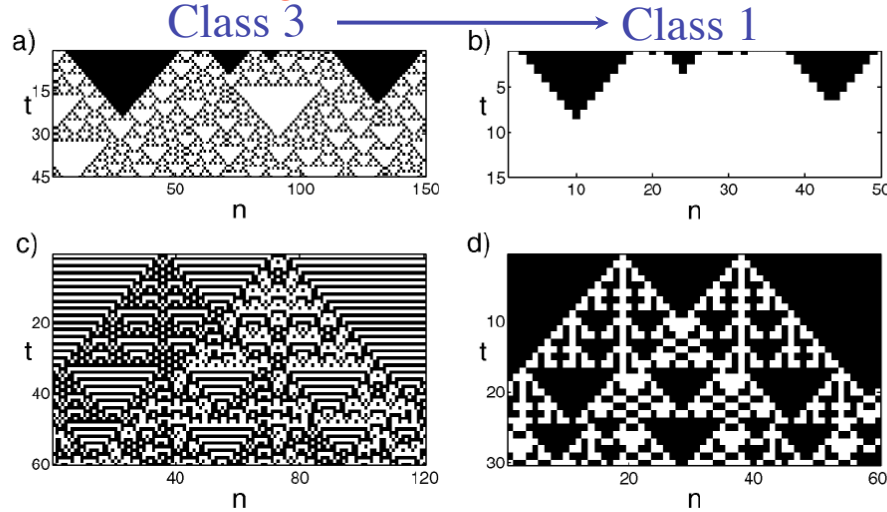 Class 3 Class 1
a) b)
t 15 30 45
50 100 150
n
t 5 10 15
10 20 30 40 50
n
c) d)
t 20 40 60
40 80 120
n
t 10 20 30
20 40 60
n